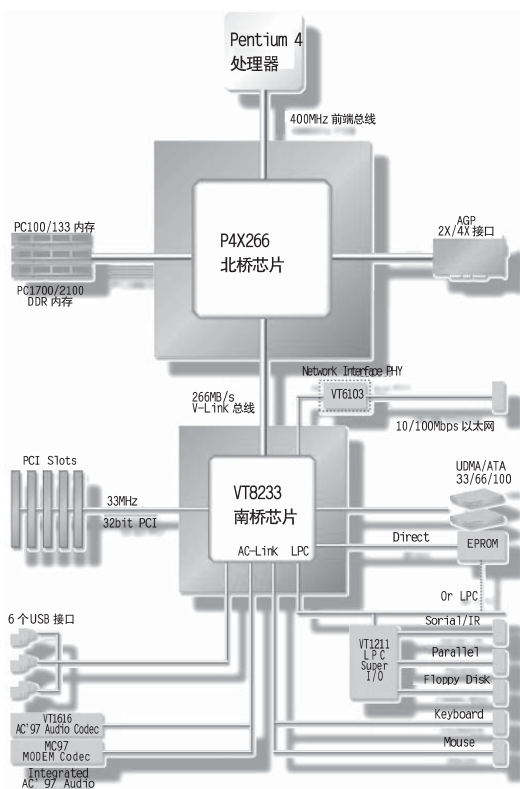 Pentium 4
处理器
400MHz 前端总线
PC100/133 内存
P4X266
北桥芯片
AGP
2X/4X 接口
PC1700/2100
DDR 内存
Network Interface PHY
266MB/s
V-Link 总线
VT6103
10/100Mbps 以太网
PCI Slots
33MHz
32bit PCI
VT8233
南桥芯片
AC-Link LPC
UDMA/ATA
33/66/100
Direct
EPROM
Or LPC
6 个USB 接口
VT1211
LPC
Super
I/O
Sorial/IR
Parallel
Floppy Disk
Keyboard
Mouse
VT1616
AC'97 Audio Codec
MC97
MODEM Codec
Integrated
AC'97 Audio